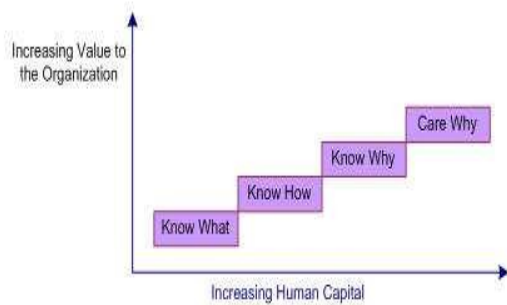 Increasing Value to
the Organization
Care Why
Know Why
Know How
Know What
Increasing Human Capital